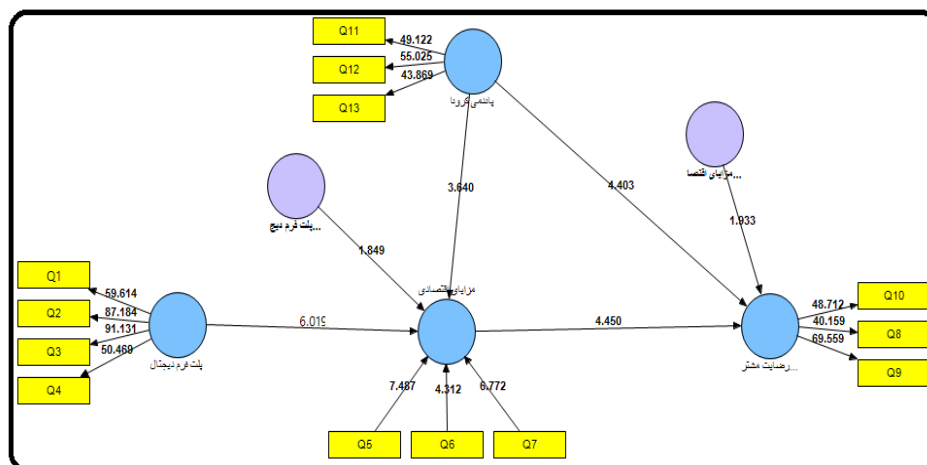 Q11
49.122
Q12
55.025
43.869
Q13
پاندمی کرونا
مزایای اقتصا...
4.403
3.640
پلت فرم دیج...
1.933
1.849
Q1
59.614
Q2
87.184
Q3
91.131
Q4
50.469
پلت فرم دیجتال
6.019
مزایای اقتصادی
4.450
48.712
Q10
40.159
Q8
69.559
Q9
رضایت مشتر...
7.487
4.312
6.772
Q5
Q6
Q7